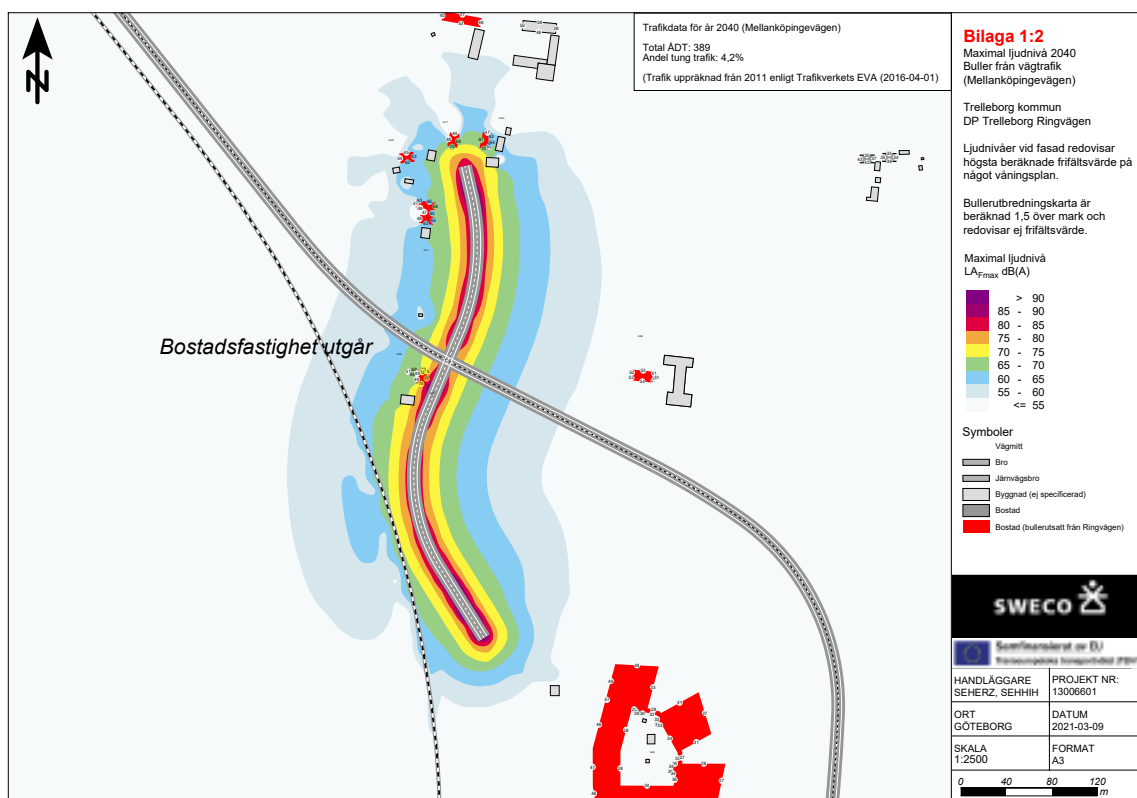 Trafikdata för år 2040 (Mellanköpingevägen)
Total ÅDT: 389
Andel tung trafik: 4,2%
(Trafik uppräknad från 2011 enligt Trafikverkets EVA (2016-04-01)
Bostadsfastighet utgår
Bilaga 1:2
Maximal ljudnivå 2040
Buller från vägtrafik
(Mellanköpingevägen)
Trelleborg kommun
DP Trelleborg Ringvägen
Ljudnivåer vid fasad redovisar
högsta beräknade frifältsvärde på
något våningsplan.
Bullerutbredningskarta är
beräknad 1,5 över mark och
redovisar ej frifältsvärde.
Maximal ljudnivå
LAFmax dB(A)
> 90
85 - 90
80 - 85
75 - 80
70 - 75
65 - 70
60 - 65
55 - 60
<= 55
Symboler
Vägmitt
Bro
Järnvägsbro
Byggnad (ej specificerad)
Bostad
Bostad (bullerutsatt från Ringvägen)
SWECO
Samfinansierat av EU
HANDLÄGGARE
SEHERZ, SEHHIH
PROJEKT NR:
13006601
ORT
GÖTEBORG
DATUM
2021-03-09
SKALA
1:2500
FORMAT
A3
0 40 80 120
m